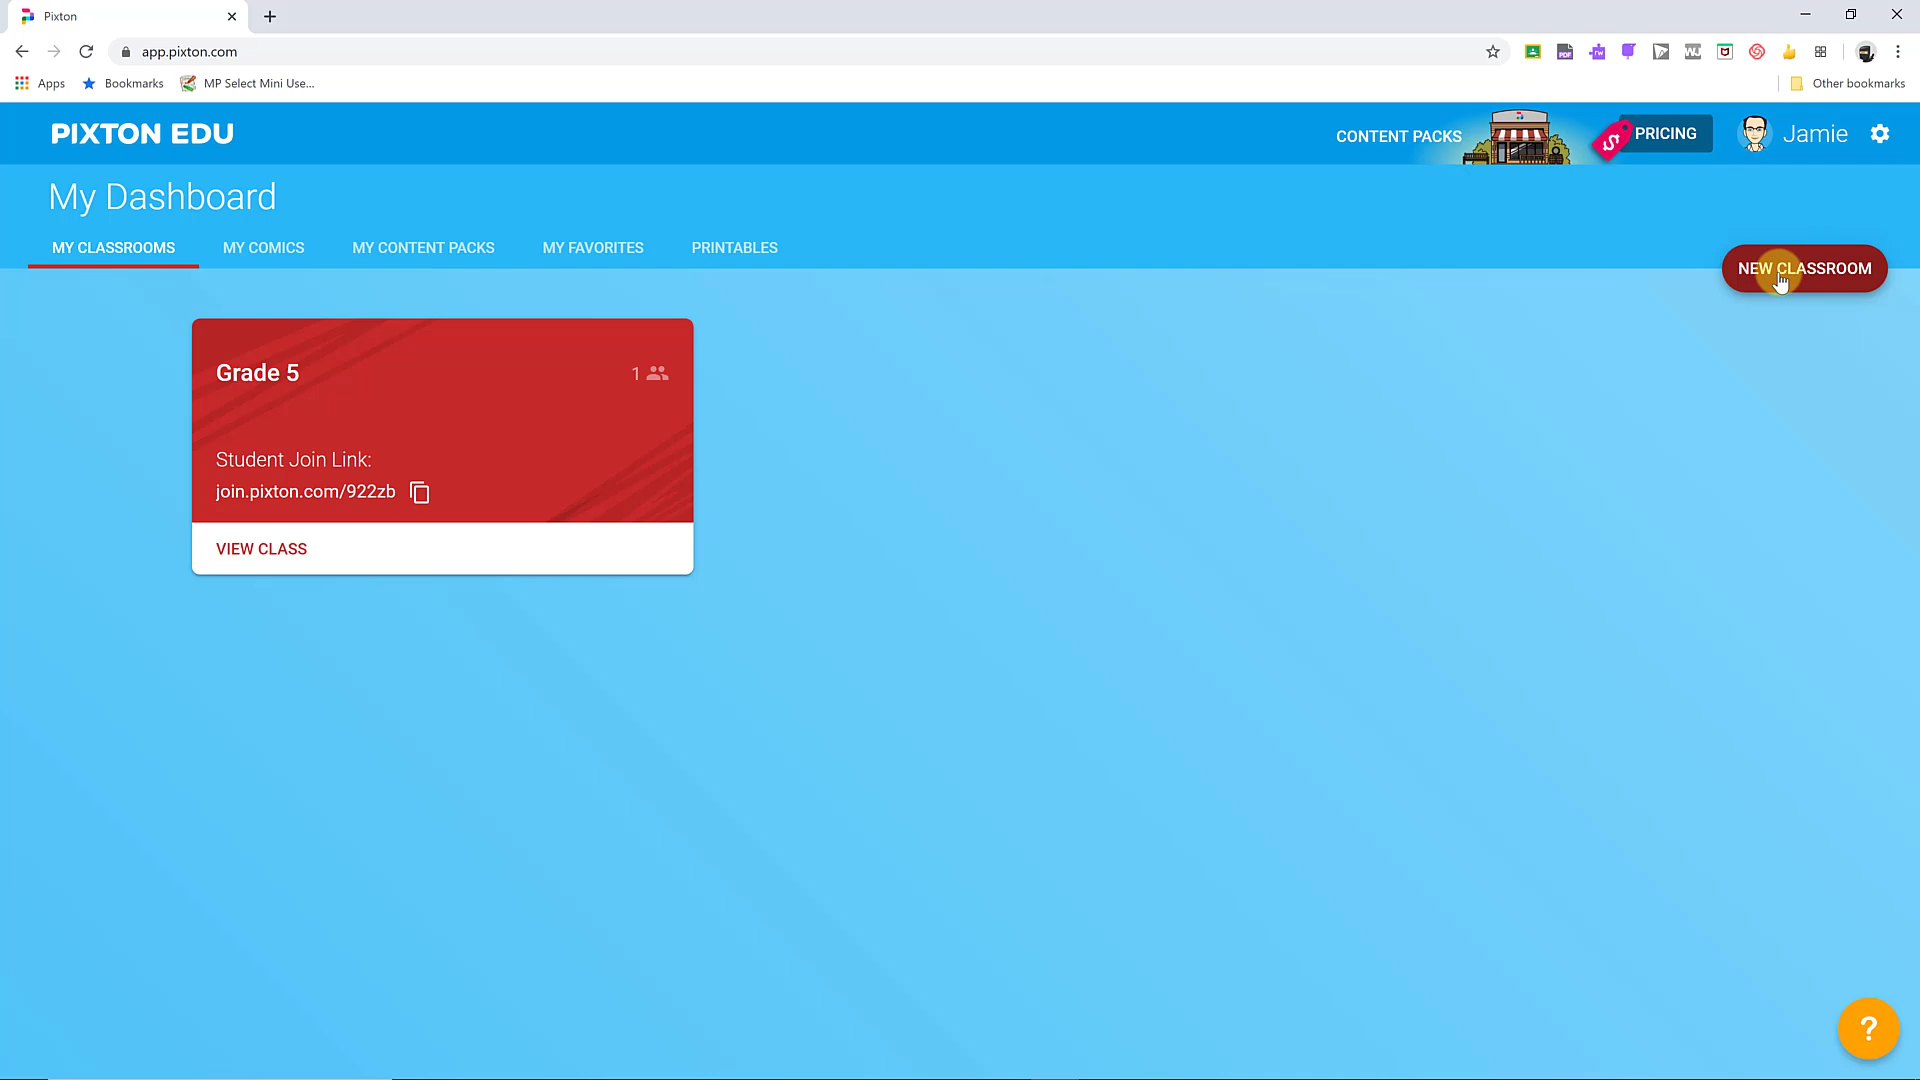 Pixton
app.pixton.com
Apps
Bookmarks
MP Select Mini Use...
Other bookmarks
PIXTON EDU
CONTENT PACKS
PRICING
Jamie
My Dashboard
MY CLASSROOMS
MY COMICS
MY CONTENT PACKS
MY FAVORITES
PRINTABLES
NEW CLASSROOM
Grade 5
1
Student Join Link:
join.pixton.com/922zb
VIEW CLASS
?